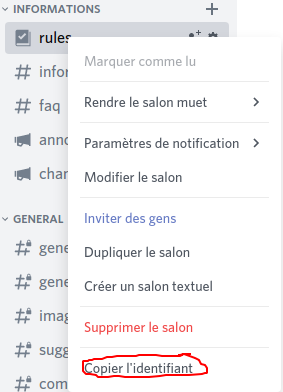 INFORMATIONS
rules
Marquer comme lu
infor
Rendre le salon muet
faq
anno
Paramètres de notification
chan
Modifier le salon
GENERAL
Inviter des gens
gene
Dupliquer le salon
gene
Créer un salon textuel
imag
sugg
Supprimer le salon
com
Copier l'identifiant